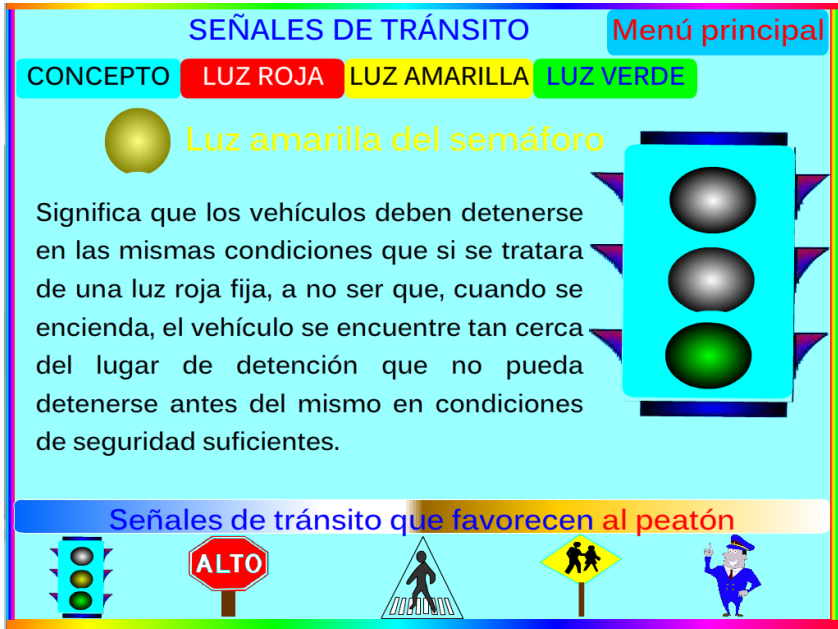 SEÑALES DE TRÁNSITO
Menú principal
CONCEPTO
LUZ ROJA
LUZ AMARILLA
LUZ VERDE
Luz amarilla del semáforo
Significa que los vehículos deben detenerse
en las mismas condiciones que si se tratara
de una luz roja fija, a no ser que, cuando se
encienda, el vehículo se encuentre tan cerca
del lugar de detención que no pueda
detenerse antes del mismo en condiciones
de seguridad suficientes.
Señales de tránsito que favorecen al peatón
ALTO